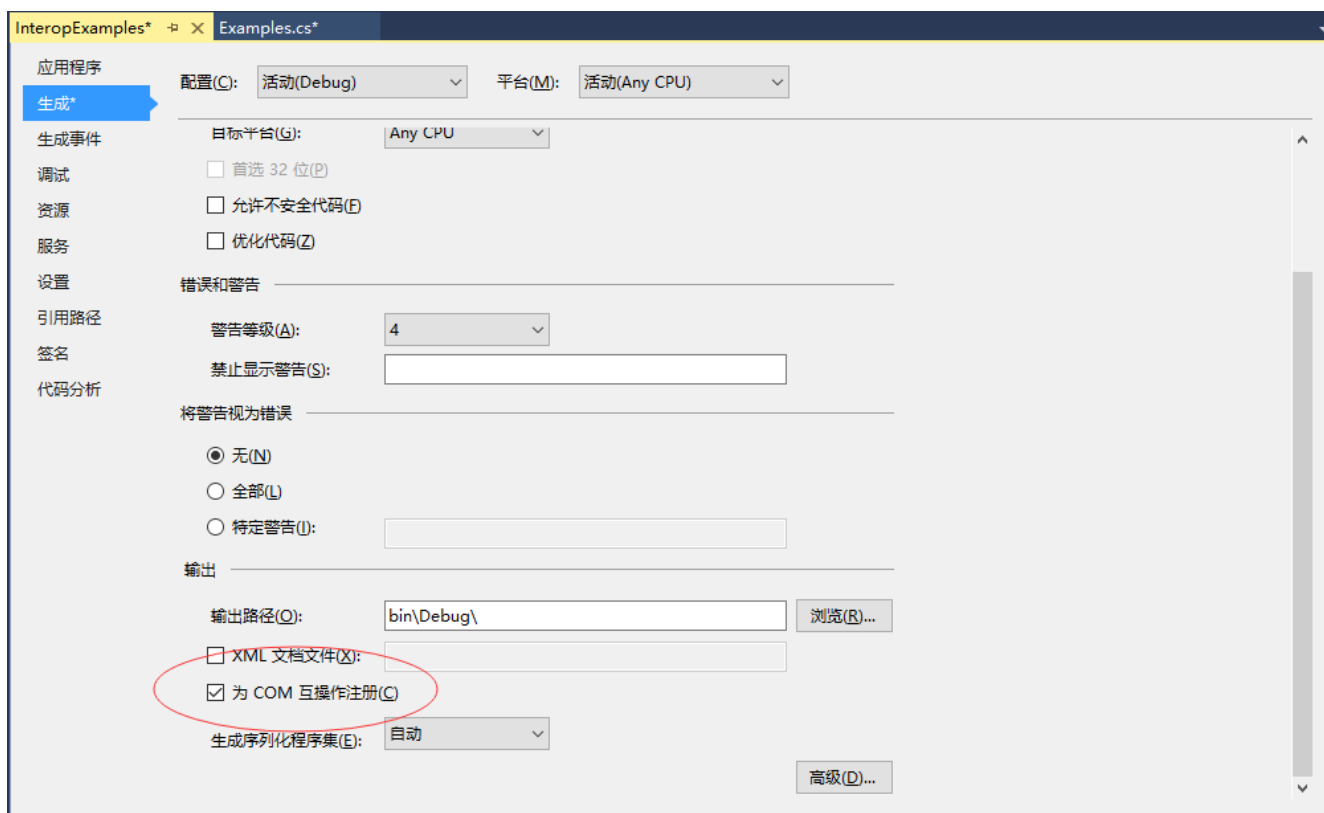 InteropExamples* Examples.cs*
应用程序
生成*
生成事件
调试
资源
服务
设置
引用路径
签名
代码分析
配置(C): 活动(Debug) 平台(M): 活动(Any CPU)
目标平台(G): Any CPU
首选 32 位(P)
允许不安全代码(F)
优化代码(Z)
错误和警告
警告等级(A): 4
禁止显示警告(S):
将警告视为错误
无(N)
全部(L)
特定警告(I):
输出
输出路径(O): bin\Debug\ 浏览(R)...
XML 文档文件(X):
为 COM 互操作注册(C)
生成序列化程序集(E): 自动
高级(D)...